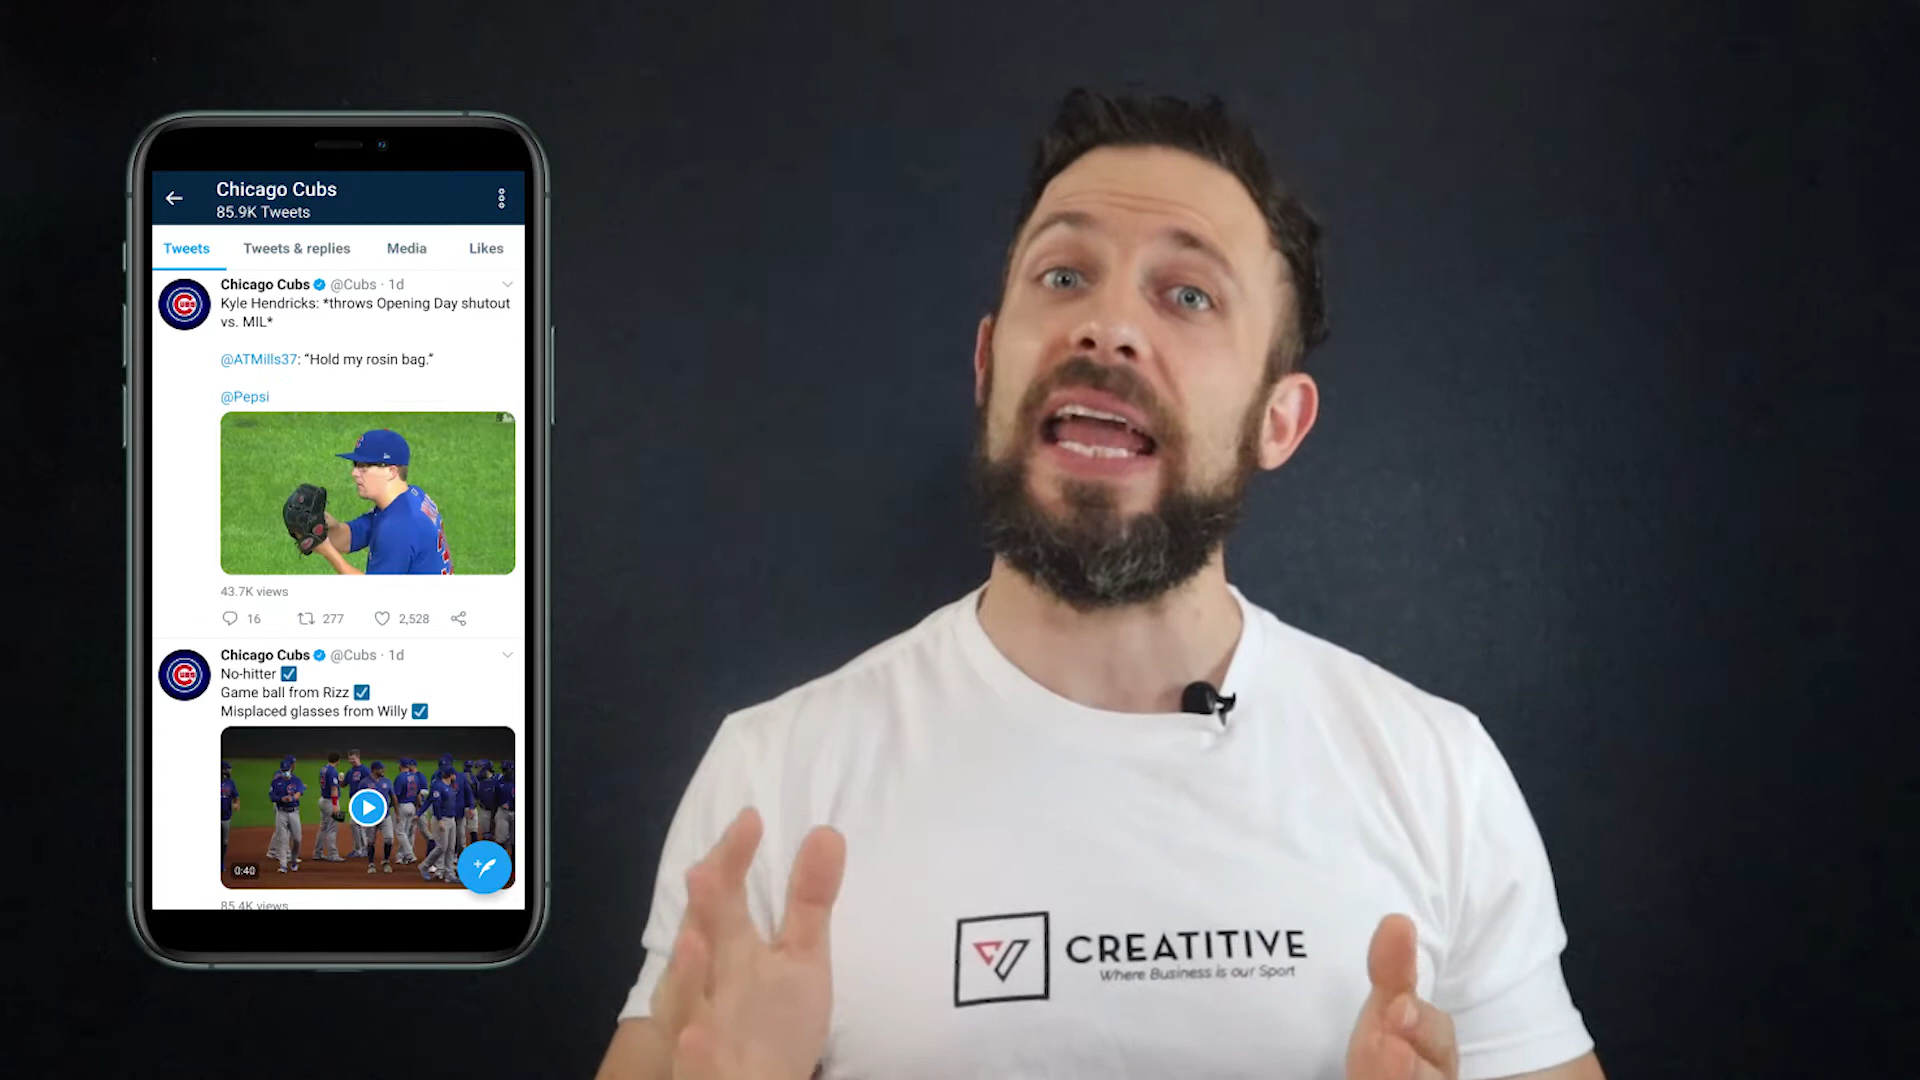 Chicago Cubs
85.9K Tweets
Tweets Tweets & replies Media Likes
Chicago Cubs @Cubs · 1d
Kyle Hendricks: *throws Opening Day shutout
vs. MIL*
@ATMills37: “Hold my rosin bag.”
@Pepsi
43.7K views
16 277 2,528
Chicago Cubs @Cubs · 1d
No-hitter ☑
Game ball from Rizz ☑
Misplaced glasses from Willy ☑
0:40
85.4K views
CREATITIVE
Where Business is our Sport